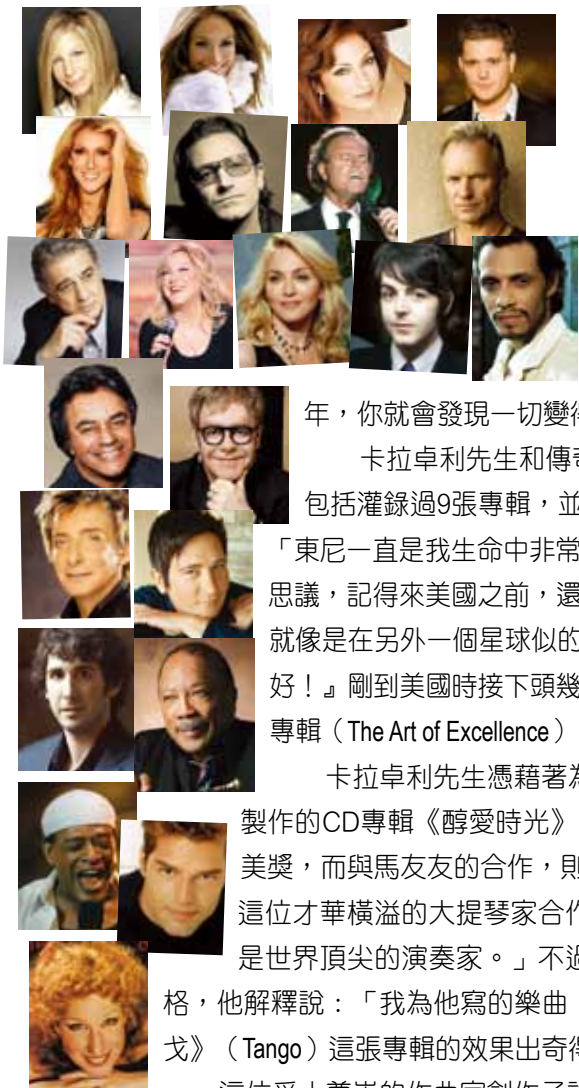 年，你就會發現一切變得
卡拉卓利先生和傳奇
包括灌錄過9張專輯，並
「東尼一直是我生命中非常
思議，記得來美國之前，還
就像是在另外一個星球似的
好！』剛到美國時接下頭幾
專輯（The Art of Excellence）
卡拉卓利先生憑藉著為
製作的CD專輯《醇愛時光》
美獎，而與馬友友的合作，則
這位才華橫溢的大提琴家合作
是世界頂尖的演奏家。」不過
格，他解釋說：「我為他寫的樂曲
戈》（Tango）這張專輯的效果出奇得